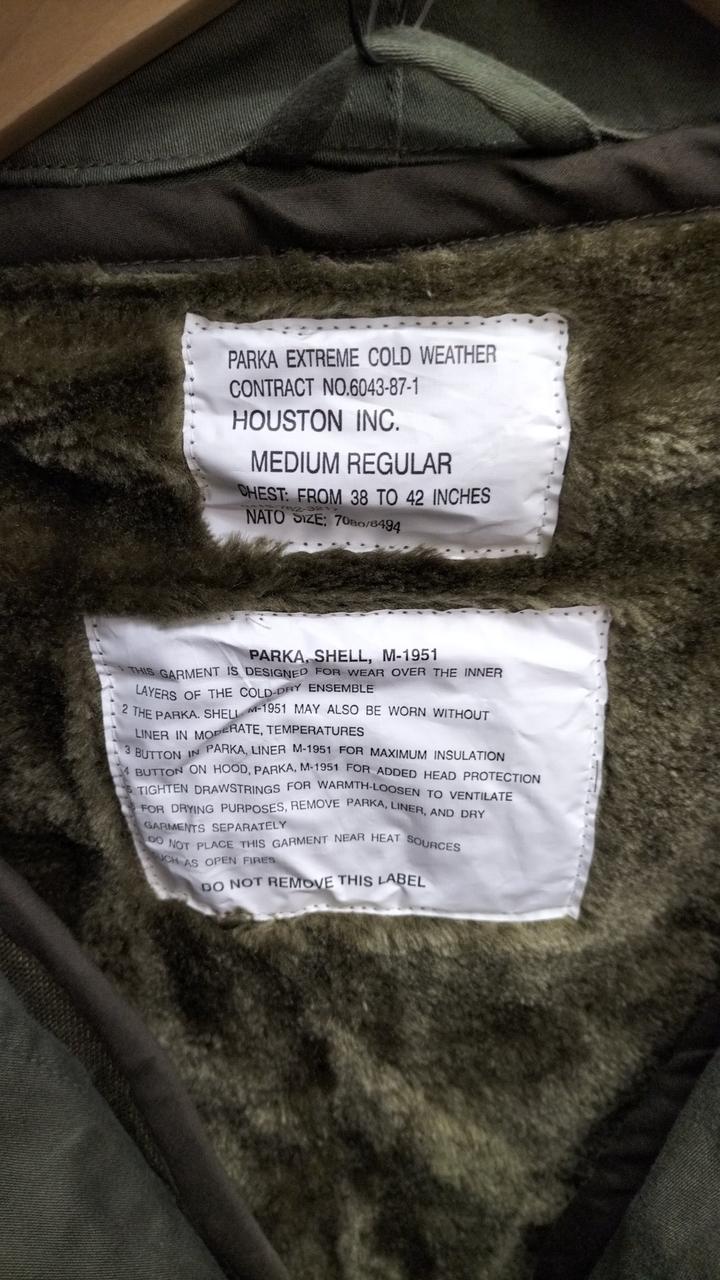 PARKA EXTREME COLD WEATHER
CONTRACT NO.6043-87-1
HOUSTON INC.
MEDIUM REGULAR
CHEST: FROM 38 TO 42 INCHES
NATO SIZE: 7080/8494
PARKA, SHELL, M-1951
1 THIS GARMENT IS DESIGNED FOR WEAR OVER THE INNER
LAYERS OF THE COLD-DRY ENSEMBLE
2 THE PARKA. SHELL M-1951 MAY ALSO BE WORN WITHOUT
LINER IN MODERATE, TEMPERATURES
3 BUTTON IN PARKA, LINER M-1951 FOR MAXIMUM INSULATION
4 BUTTON ON HOOD, PARKA, M-1951 FOR ADDED HEAD PROTECTION
5 TIGHTEN DRAWSTRINGS FOR WARMTH-LOOSEN TO VENTILATE
FOR DRYING PURPOSES, REMOVE PARKA, LINER, AND DRY
GARMENTS SEPARATELY
DO NOT PLACE THIS GARMENT NEAR HEAT SOURCES
SUCH AS OPEN FIRES
DO NOT REMOVE THIS LABEL